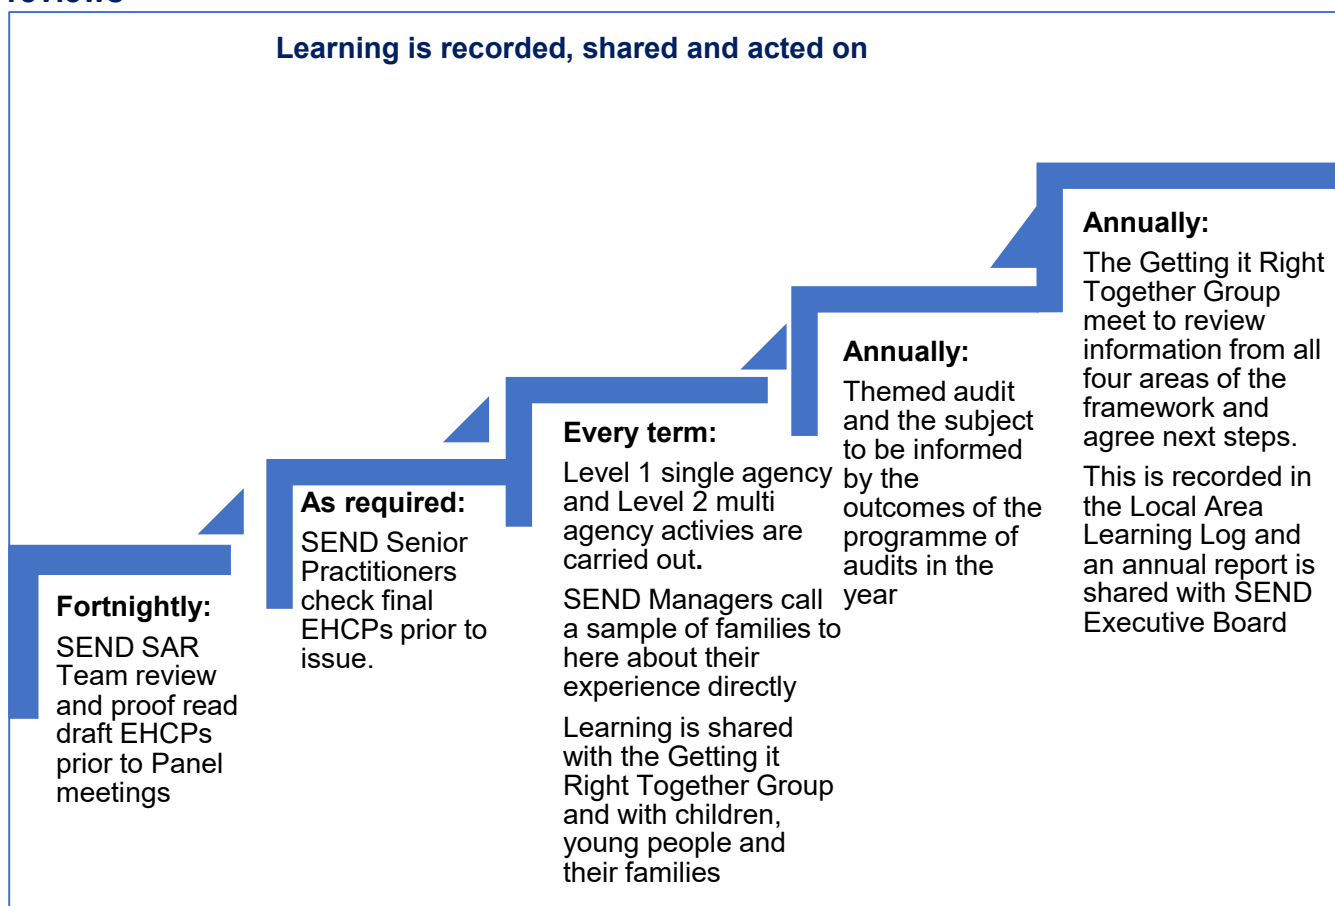 reviews
Learning is recorded, shared and acted on
Fortnightly:
SEND SAR
Team review
and proof read
draft EHCPs
prior to Panel
meetings
As required:
SEND Senior
Practitioners
check final
EHCPs prior to
issue.
Every term:
Level 1 single agency
and Level 2 multi
agency activies are
carried out.
SEND Managers call
a sample of families to
here about their
experience directly
Learning is shared
with the Getting it
Right Together Group
and with children,
young people and
their families
Annually:
Themed audit
and the subject
to be informed
by the
outcomes of the
programme of
audits in the
year
Annually:
The Getting it Right
Together Group
meet to review
information from all
four areas of the
framework and
agree next steps.
This is recorded in
the Local Area
Learning Log and
an annual report is
shared with SEND
Executive Board